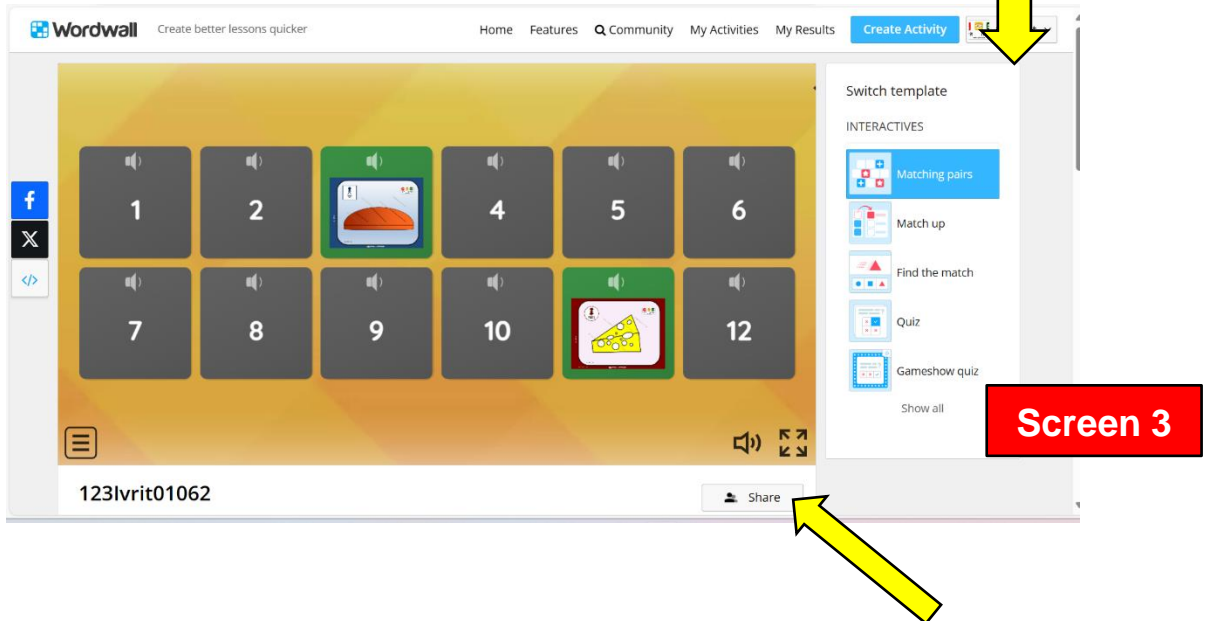 Wordwall Create better lessons quicker Home Features Community My Activities My Results Create Activity
Switch template
INTERACTIVES
Matching pairs
Match up
Find the match
Quiz
Gameshow quiz
Show all
1 2 4 5 6
7 8 9 10 12
Screen 3
123Ivrit01062
Share